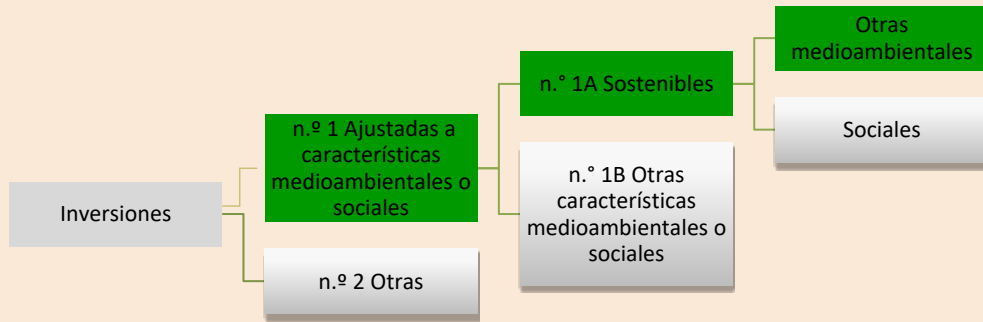 Inversiones
n.º 1 Ajustadas a
características
medioambientales o
sociales
n.º 2 Otras
n.° 1A Sostenibles
n.° 1B Otras
características
medioambientales o
sociales
Otras
medioambientales
Sociales